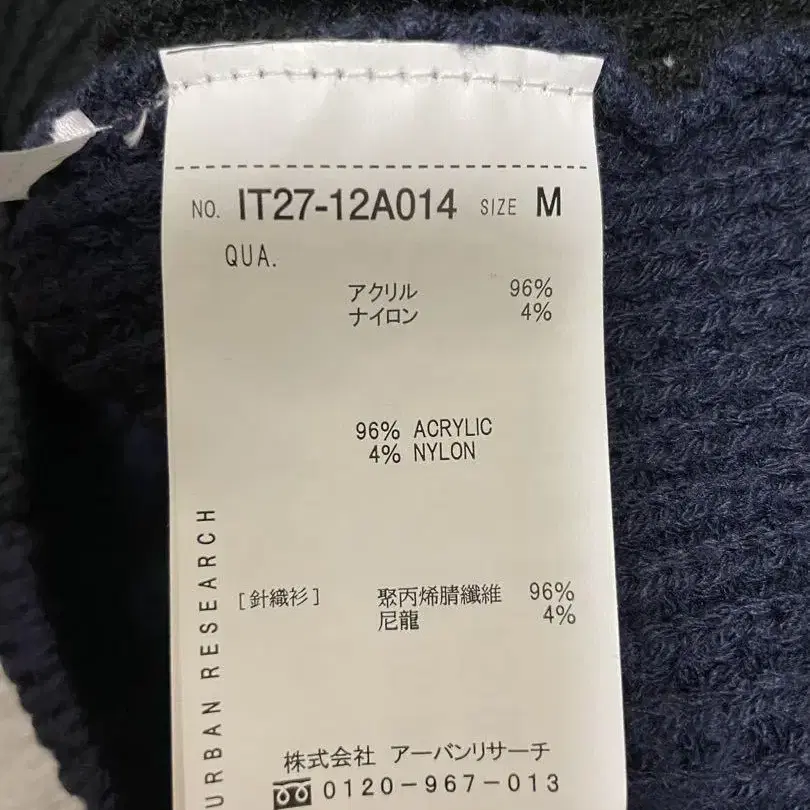 NO. IT27-12A014 SIZE M
QUA.
アクリル 96%
ナイロン 4%
96% ACRYLIC
4% NYLON
[針織衫] 聚丙烯腈纖維 96%
尼龍 4%
URBAN RESEARCH
株式会社 アーバンリサーチ
0120-967-013